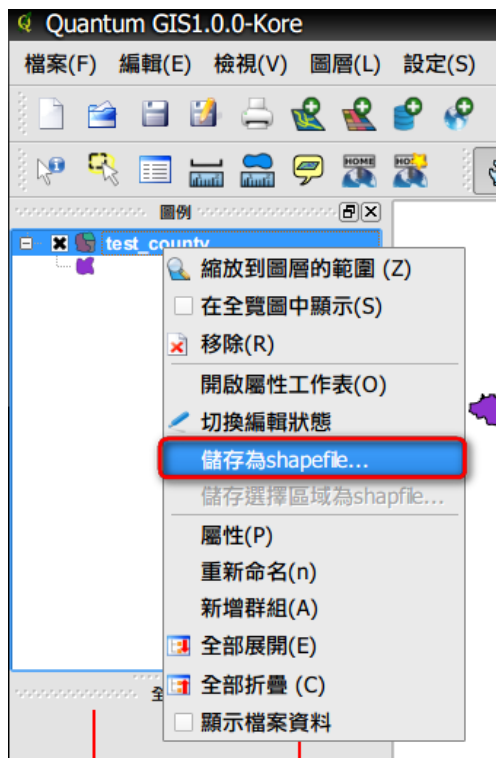 Quantum GIS1.0.0-Kore
檔案(F) 編輯(E) 檢視(V) 圖層(L) 設定(S)
HOME
圖例
test_county
縮放到圖層的範圍 (Z)
在全覽圖中顯示(S)
移除(R)
開啟屬性工作表(O)
切換編輯狀態
儲存為shapefile...
儲存選擇區域為shapfile...
屬性(P)
重新命名(n)
新增群組(A)
全部展開(E)
全部折疊 (C)
顯示檔案資料
全